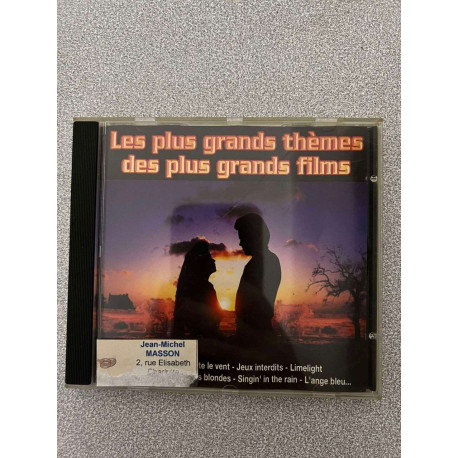 Les plus grands thèmes
des plus grands films
Jean-Michel
MASSON
2, rue Elisabeth
te le vent - Jeux interdits - Limelight
s blondes - Singin' in the rain - L'ange bleu...